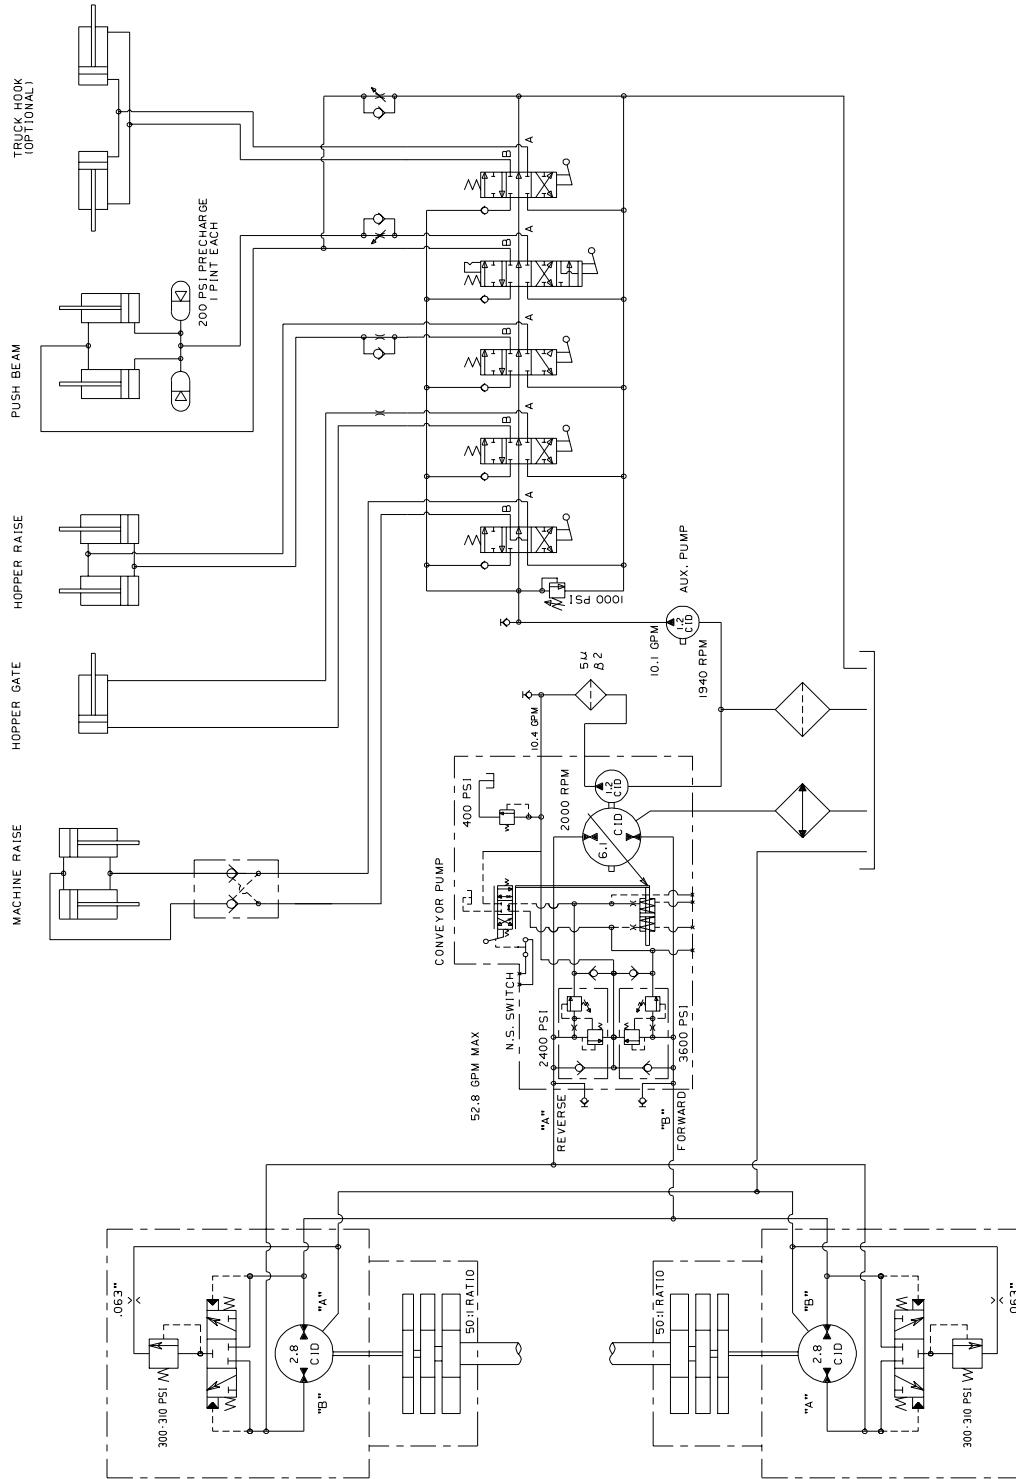 TRUCK HOOK
(OPTIONAL)
PUSH BEAM
200 PSI PRECHARGE
1 PINT EACH
HOPPER RAISE
HOPPER GATE
MACHINE RAISE
B
A
B
A
B
A
B
A
B
A
1000 PSI
AUX. PUMP
1.2
CID
10.1 GPM
1940 RPM
5µ
β2
10.4 GPM
400 PSI
2000 RPM
1.2
CID
6.1
CID
CONVEYOR PUMP
N.S. SWITCH
2400 PSI
3600 PSI
52.8 GPM MAX
"A"
REVERSE
"B"
FORWARD
.063"
300-310 PSI
"A"
2.8
CID
"B"
50:1 RATIO
50:1 RATIO
"B"
2.8
CID
"A"
300-310 PSI
.063"